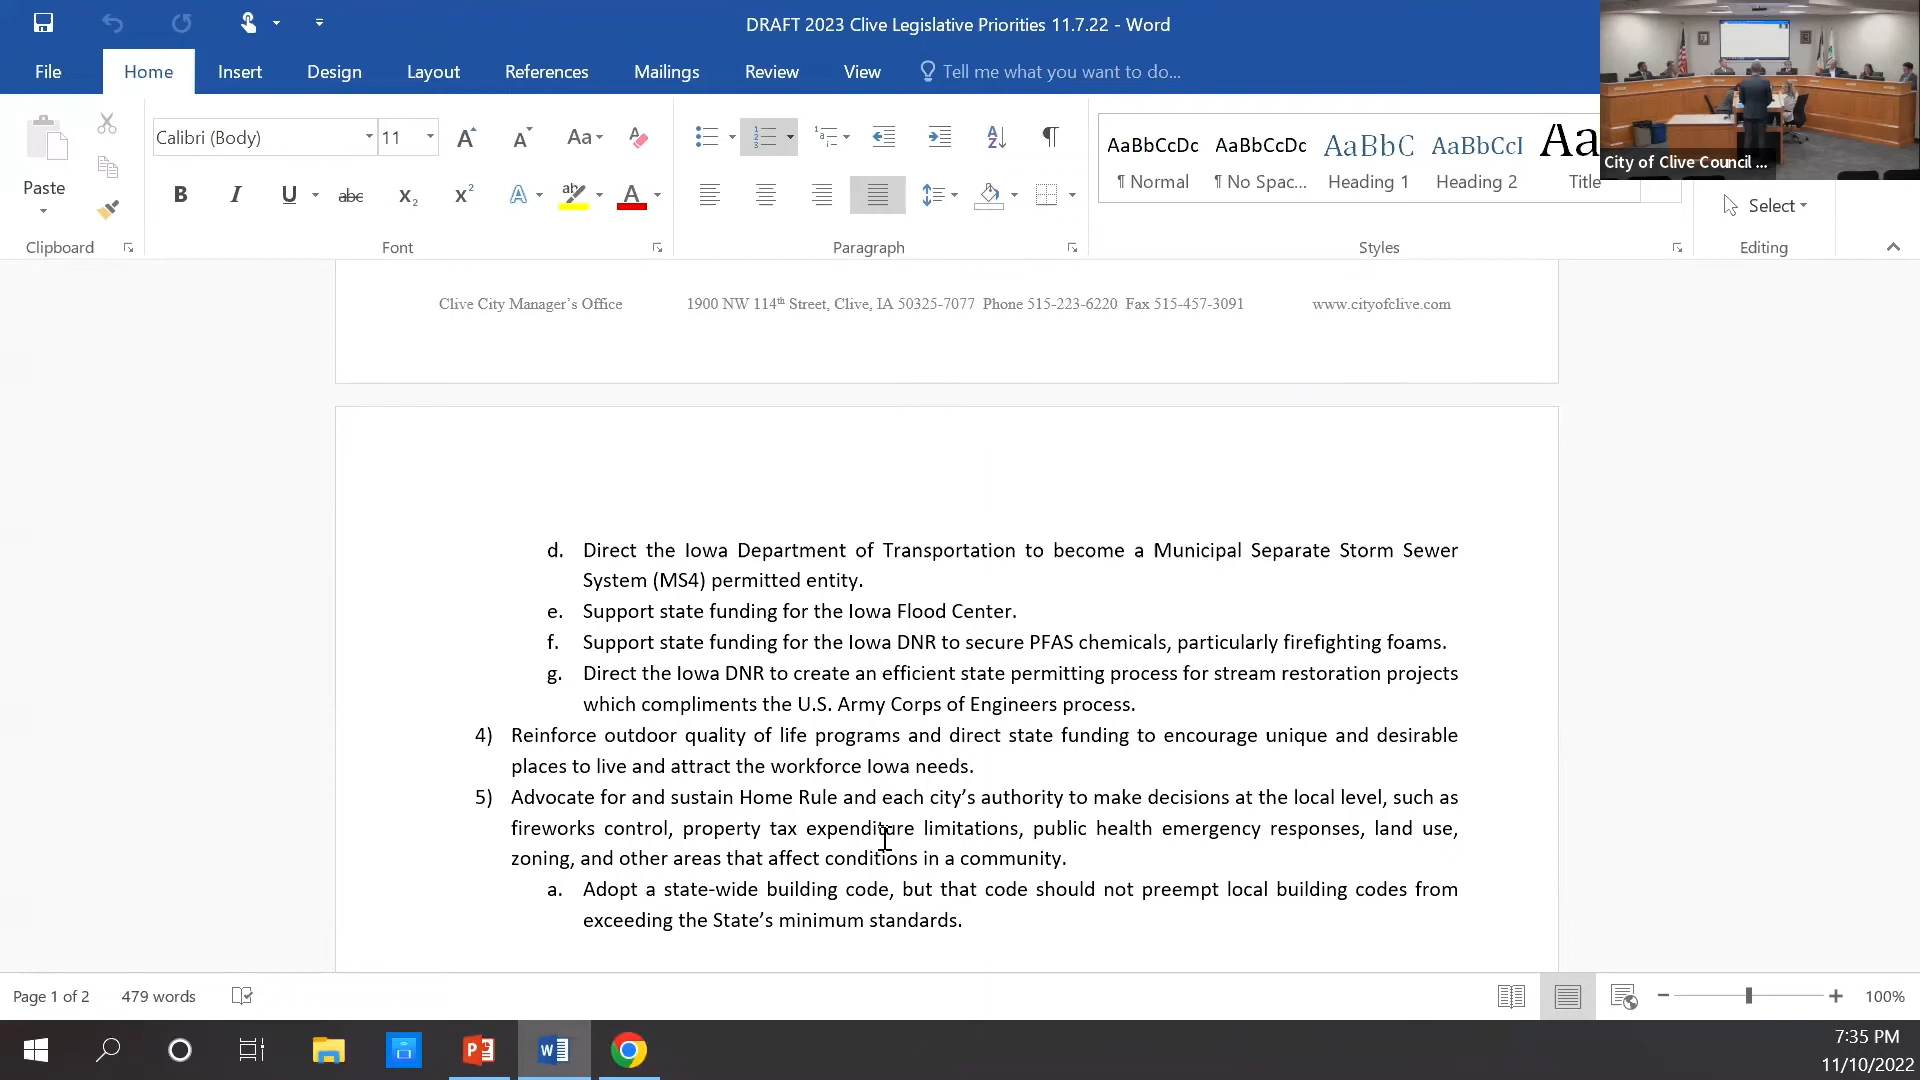 DRAFT 2023 Clive Legislative Priorities 11.7.22 - Word
File Home Insert Design Layout References Mailings Review View Tell me what you want to do...
City of Clive Council ...
Paste
Calibri (Body) 11
Aa
B I U abc X2 X2 A ab A
AaBbCcDc AaBbCcDc AaBbC AaBbCcI Aa
¶ Normal ¶ No Spac... Heading 1 Heading 2 Title
Select
Clipboard Font Paragraph Styles Editing
Clive City Manager's Office 1900 NW 114th Street, Clive, IA 50325-7077 Phone 515-223-6220 Fax 515-457-3091 www.cityofclive.com
d. Direct the Iowa Department of Transportation to become a Municipal Separate Storm Sewer
System (MS4) permitted entity.
e. Support state funding for the Iowa Flood Center.
f. Support state funding for the Iowa DNR to secure PFAS chemicals, particularly firefighting foams.
g. Direct the Iowa DNR to create an efficient state permitting process for stream restoration projects
which compliments the U.S. Army Corps of Engineers process.
4) Reinforce outdoor quality of life programs and direct state funding to encourage unique and desirable
places to live and attract the workforce Iowa needs.
5) Advocate for and sustain Home Rule and each city's authority to make decisions at the local level, such as
fireworks control, property tax expenditure limitations, public health emergency responses, land use,
zoning, and other areas that affect conditions in a community.
a. Adopt a state-wide building code, but that code should not preempt local building codes from
exceeding the State's minimum standards.
Page 1 of 2 479 words 100%
7:35 PM
11/10/2022